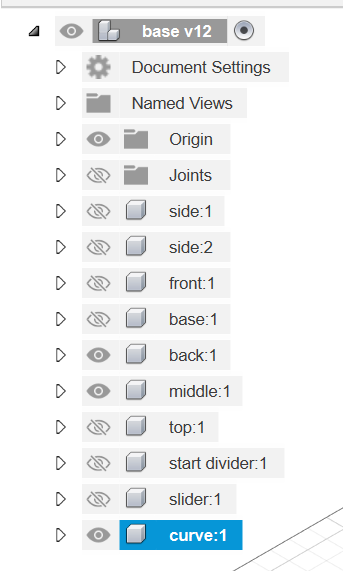 base v12
Document Settings
Named Views
Origin
Joints
side:1
side:2
front:1
base:1
back:1
middle:1
top:1
start divider:1
slider:1
curve:1